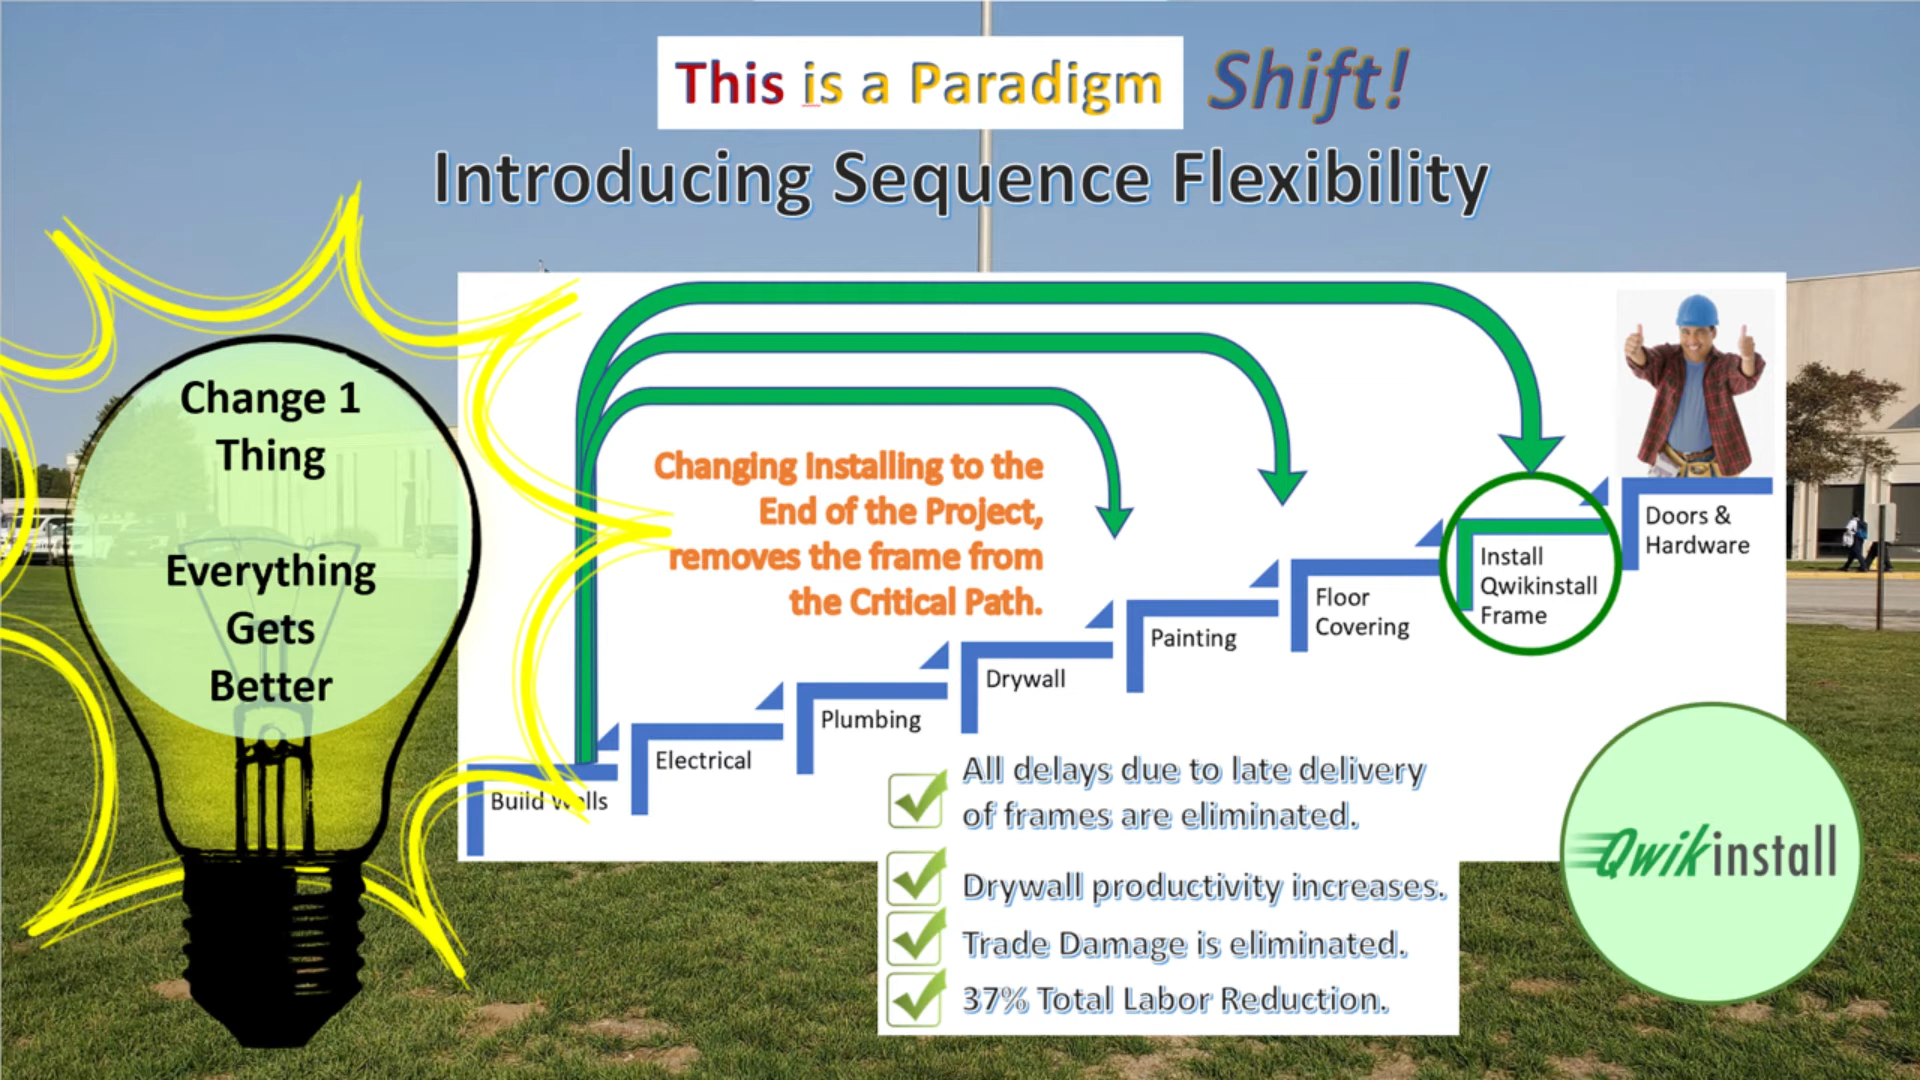 This is a Paradigm Shift!
Introducing Sequence Flexibility
Change 1
Thing
Everything
Gets
Better
Changing Installing to the
End of the Project,
removes the frame from
the Critical Path.
Build Walls
Electrical
Plumbing
Drywall
Painting
Floor
Covering
Install
Qwikinstall
Frame
Doors &
Hardware
All delays due to late delivery
of frames are eliminated.
Drywall productivity increases.
Trade Damage is eliminated.
37% Total Labor Reduction.
Qwikinstall